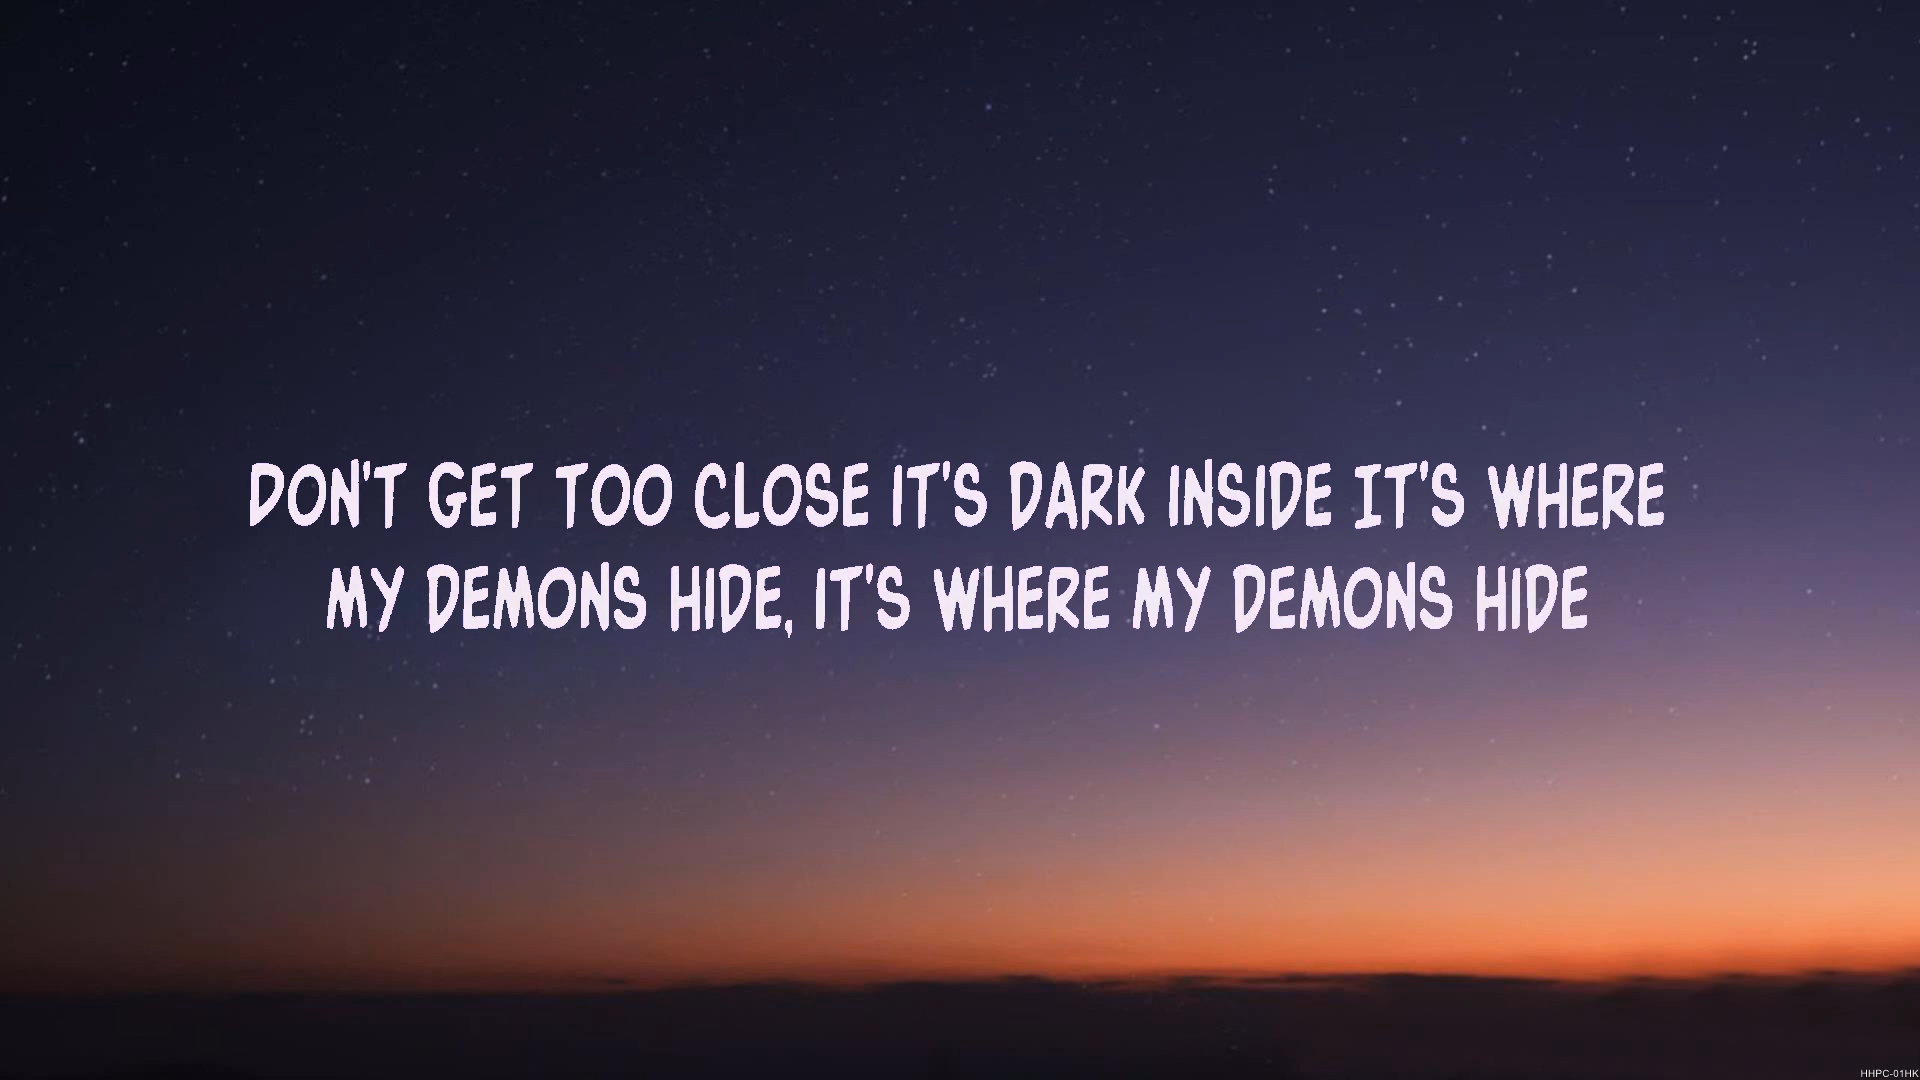 DON'T GET TOO CLOSE IT'S DARK INSIDE IT'S WHERE
MY DEMONS HIDE, IT'S WHERE MY DEMONS HIDE
HHPC-01HK